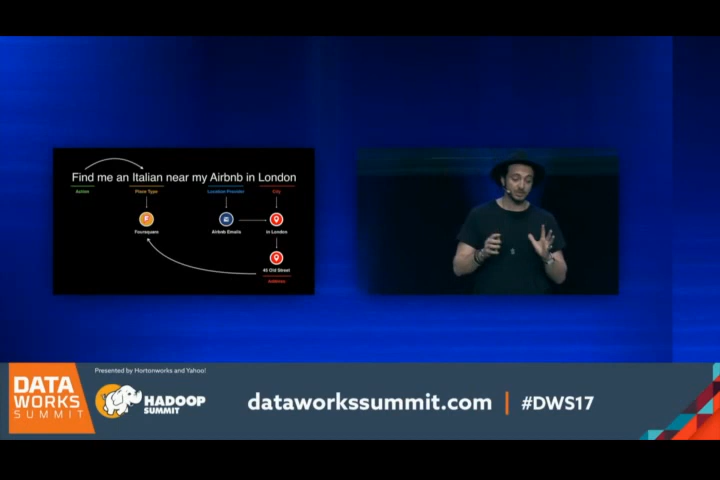 Find me an Italian near my Airbnb in London
Action
Place Type
Location Provider
City
Foursquare
Airbnb Emails
in London
45 Old Street
Address
Presented by Hortonworks and Yahoo!
DATA
WORKS
SUMMIT
HADOOP
SUMMIT
dataworkssummit.com
#DWS17